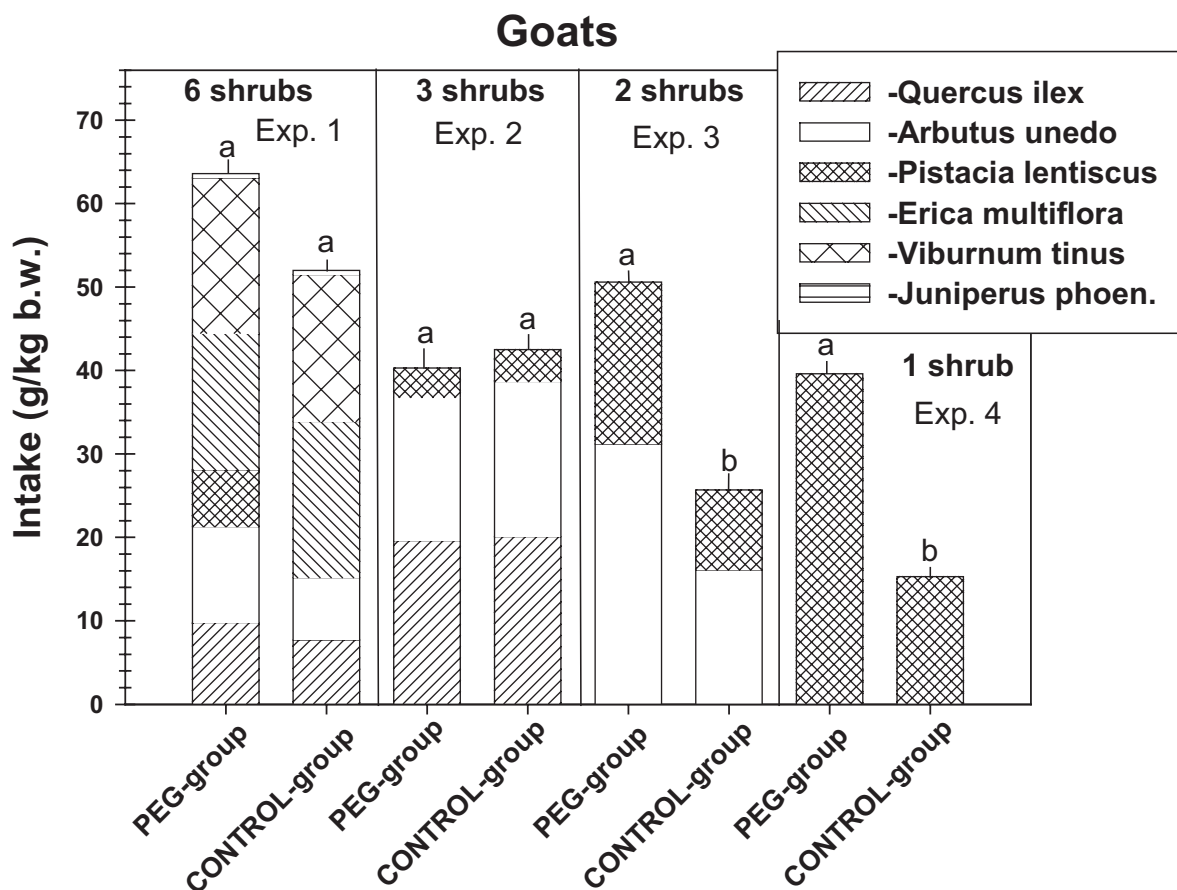 Goats
6 shrubs
Exp. 1
3 shrubs
Exp. 2
2 shrubs
Exp. 3
1 shrub
Exp. 4
-Quercus ilex
-Arbutus unedo
-Pistacia lentiscus
-Erica multiflora
-Viburnum tinus
-Juniperus phoen.
Intake (g/kg b.w.)
70
60
50
40
30
20
10
0
a
a
a
a
a
b
a
b
PEG-group
CONTROL-group
PEG-group
CONTROL-group
PEG-group
CONTROL-group
PEG-group
CONTROL-group